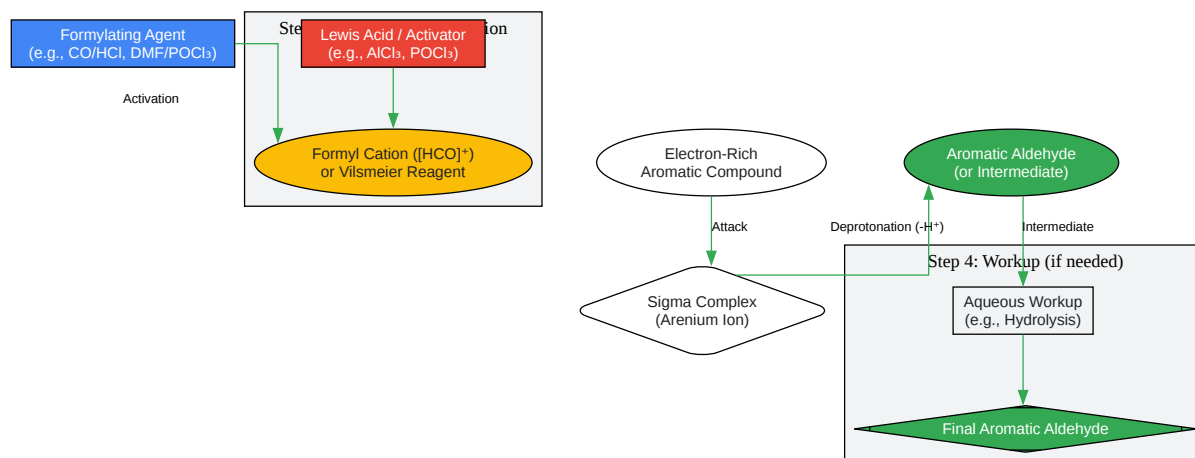 Formylating Agent
(e.g., CO/HCl, DMF/POCl₃)
Lewis Acid / Activator
(e.g., AlCl₃, POCl₃)
Activation
Formyl Cation ([HCO]⁺)
or Vilsmeier Reagent
Electron-Rich
Aromatic Compound
Aromatic Aldehyde
(or Intermediate)
Attack
Deprotonation (-H⁺)
Intermediate
Step 4: Workup (if needed)
Sigma Complex
(Arenium Ion)
Aqueous Workup
(e.g., Hydrolysis)
Final Aromatic Aldehyde